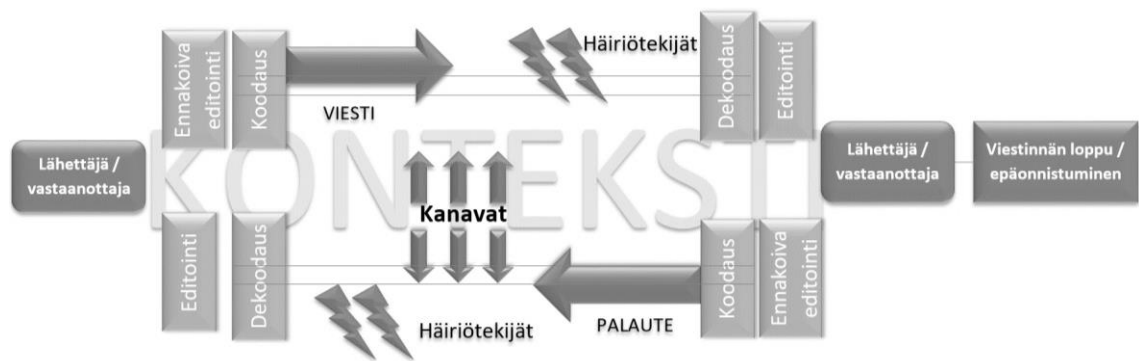 Ennakoiva
editointi
Koodaus
VIESTI
Häiriötekijät
Dekoodaus
Editointi
KONTEKSTI
Lähettäjä /
vastaanottaja
Kanavat
Lähettäjä /
vastaanottaja
Viestinnän loppu /
epäonnistuminen
Editointi
Dekoodaus
Häiriötekijät
PALAUTE
Koodaus
Ennakoiva
editointi